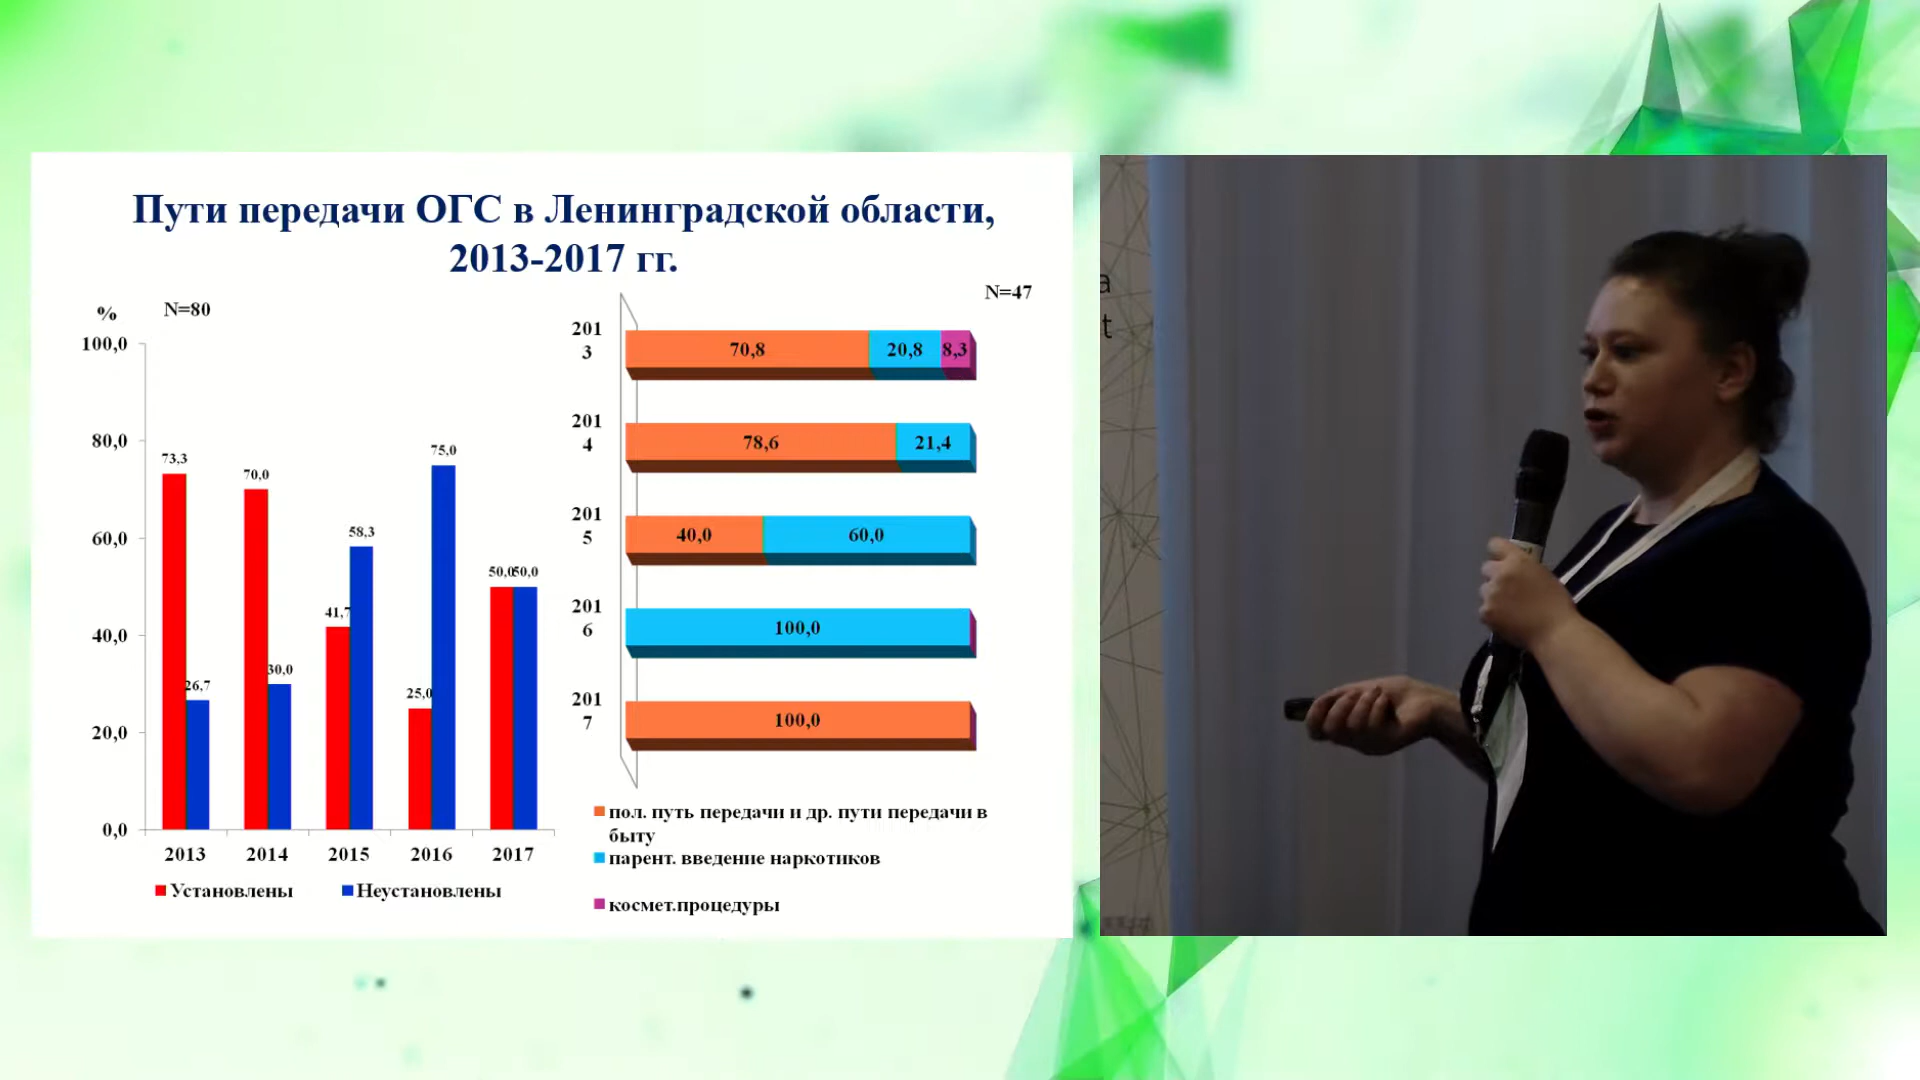 Пути передачи ОГС в Ленинградской области,
2013-2017 гг.
%
N=80
100,0
80,0
60,0
40,0
20,0
0,0
73,3
26,7
70,0
30,0
41,7
58,3
25,0
75,0
50,0
50,0
2013 2014 2015 2016 2017
Установлены Неустановлены
N=47
201
3
70,8 20,8 8,3
201
4
78,6 21,4
201
5
40,0 60,0
201
6
100,0
201
7
100,0
пол. путь передачи и др. пути передачи в
быту
парент. введение наркотиков
космет.процедуры
а
t